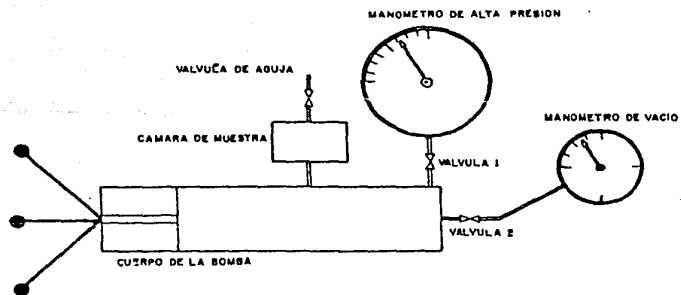 MANOMETRO DE ALTA PRESION
VALVULA DE AGUJA
MANOMETRO DE VACIO
CAMARA DE MUESTRA
VALVULA 1
VALVULA 2
CUERPO DE LA BOMBA